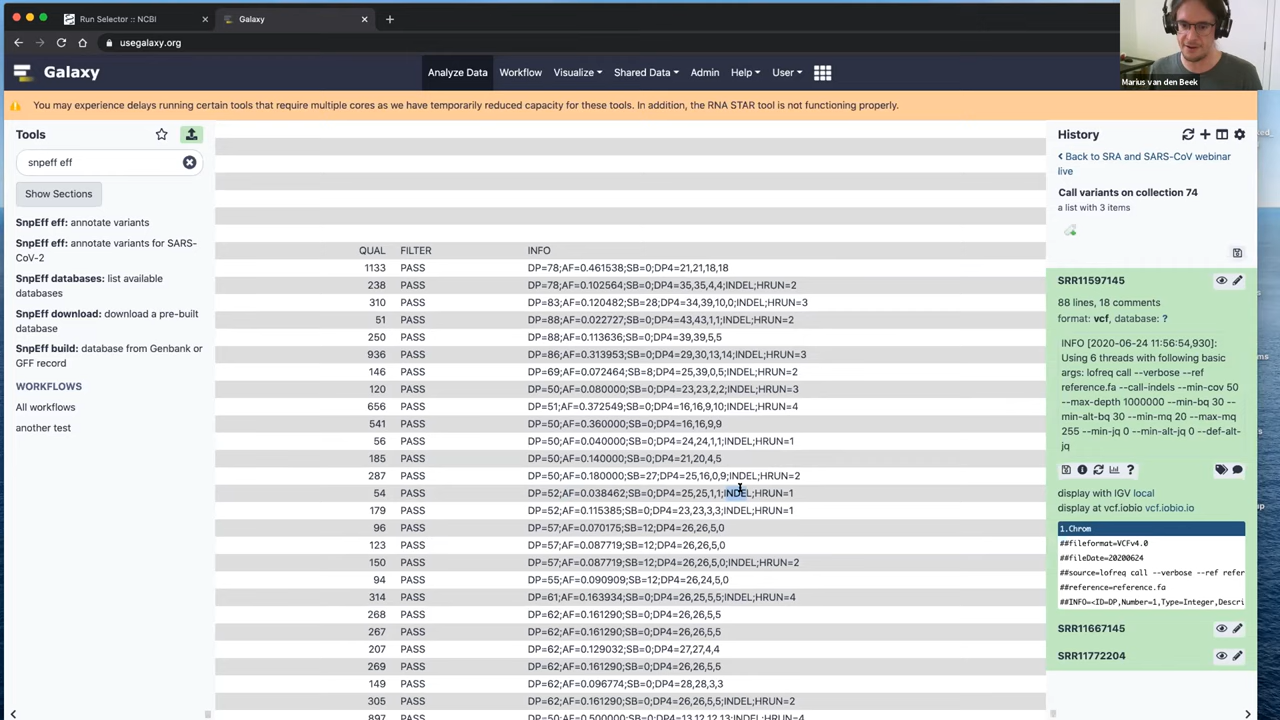 Run Selector :: NCBI
Galaxy
usegalaxy.org
Galaxy
Analyze Data
Workflow
Visualize
Shared Data
Admin
Help
User
Marius van den Beek
You may experience delays running certain tools that require multiple cores as we have temporarily reduced capacity for these tools. In addition, the RNA STAR tool is not functioning properly.
Tools
snpeff eff
Show Sections
SnpEff eff: annotate variants
SnpEff eff: annotate variants for SARS-
CoV-2
SnpEff databases: list available
databases
SnpEff download: download a pre-built
database
SnpEff build: database from Genbank or
GFF record
WORKFLOWS
All workflows
another test
QUAL FILTER INFO
1133 PASS DP=78;AF=0.461538;SB=0;DP4=21,21,18,18
238 PASS DP=78;AF=0.102564;SB=0;DP4=35,35,4,4;INDEL;HRUN=2
310 PASS DP=83;AF=0.120482;SB=28;DP4=34,39,10,0;INDEL;HRUN=3
51 PASS DP=88;AF=0.022727;SB=0;DP4=43,43,1,1;INDEL;HRUN=2
250 PASS DP=88;AF=0.113636;SB=0;DP4=39,39,5,5
936 PASS DP=86;AF=0.313953;SB=0;DP4=29,30,13,14;INDEL;HRUN=3
146 PASS DP=69;AF=0.072464;SB=8;DP4=25,39,0,5;INDEL;HRUN=2
120 PASS DP=50;AF=0.080000;SB=0;DP4=23,23,2,2;INDEL;HRUN=3
656 PASS DP=51;AF=0.372549;SB=0;DP4=16,16,9,10;INDEL;HRUN=4
541 PASS DP=50;AF=0.360000;SB=0;DP4=16,16,9,9
56 PASS DP=50;AF=0.040000;SB=0;DP4=24,24,1,1;INDEL;HRUN=1
185 PASS DP=50;AF=0.140000;SB=0;DP4=21,20,4,5
287 PASS DP=50;AF=0.180000;SB=27;DP4=25,16,0,9;INDEL;HRUN=2
54 PASS DP=52;AF=0.038462;SB=0;DP4=25,25,1,1;INDEL;HRUN=1
179 PASS DP=52;AF=0.115385;SB=0;DP4=23,23,3,3;INDEL;HRUN=1
96 PASS DP=57;AF=0.070175;SB=12;DP4=26,26,5,0
123 PASS DP=57;AF=0.087719;SB=12;DP4=26,26,5,0
150 PASS DP=57;AF=0.087719;SB=12;DP4=26,26,5,0;INDEL;HRUN=2
94 PASS DP=55;AF=0.090909;SB=12;DP4=26,24,5,0
314 PASS DP=61;AF=0.163934;SB=0;DP4=26,25,5,5;INDEL;HRUN=4
268 PASS DP=62;AF=0.161290;SB=0;DP4=26,26,5,5
267 PASS DP=62;AF=0.161290;SB=0;DP4=26,26,5,5
207 PASS DP=62;AF=0.129032;SB=0;DP4=27,27,4,4
269 PASS DP=62;AF=0.161290;SB=0;DP4=26,26,5,5
149 PASS DP=62;AF=0.096774;SB=0;DP4=28,28,3,3
305 PASS DP=62;AF=0.161290;SB=0;DP4=26,26,5,5;INDEL;HRUN=2
897 PASS DP=50;AF=0.500000;SB=0;DP4=13,12,12,13;INDEL;HRUN=4
History
Back to SRA and SARS-CoV webinar
live
Call variants on collection 74
a list with 3 items
SRR11597145
88 lines, 18 comments
format: vcf, database: ?
INFO [2020-06-24 11:56:54,930]:
Using 6 threads with following basic
args: lofreq call --verbose --ref
reference.fa --call-indels --min-cov 50
--max-depth 1000000 --min-bq 30 --
min-alt-bq 30 --min-mq 20 --max-mq
255 --min-jq 0 --min-alt-jq 0 --def-alt-
jq
display with IGV local
display at vcf.iobio vcf.iobio.io
1.Chrom
##fileformat=VCFv4.0
##fileDate=20200624
##source=lofreq call --verbose --ref refer
##reference=reference.fa
##INFO=<ID=DP,Number=1,Type=Integer,Descri
SRR11667145
SRR11772204